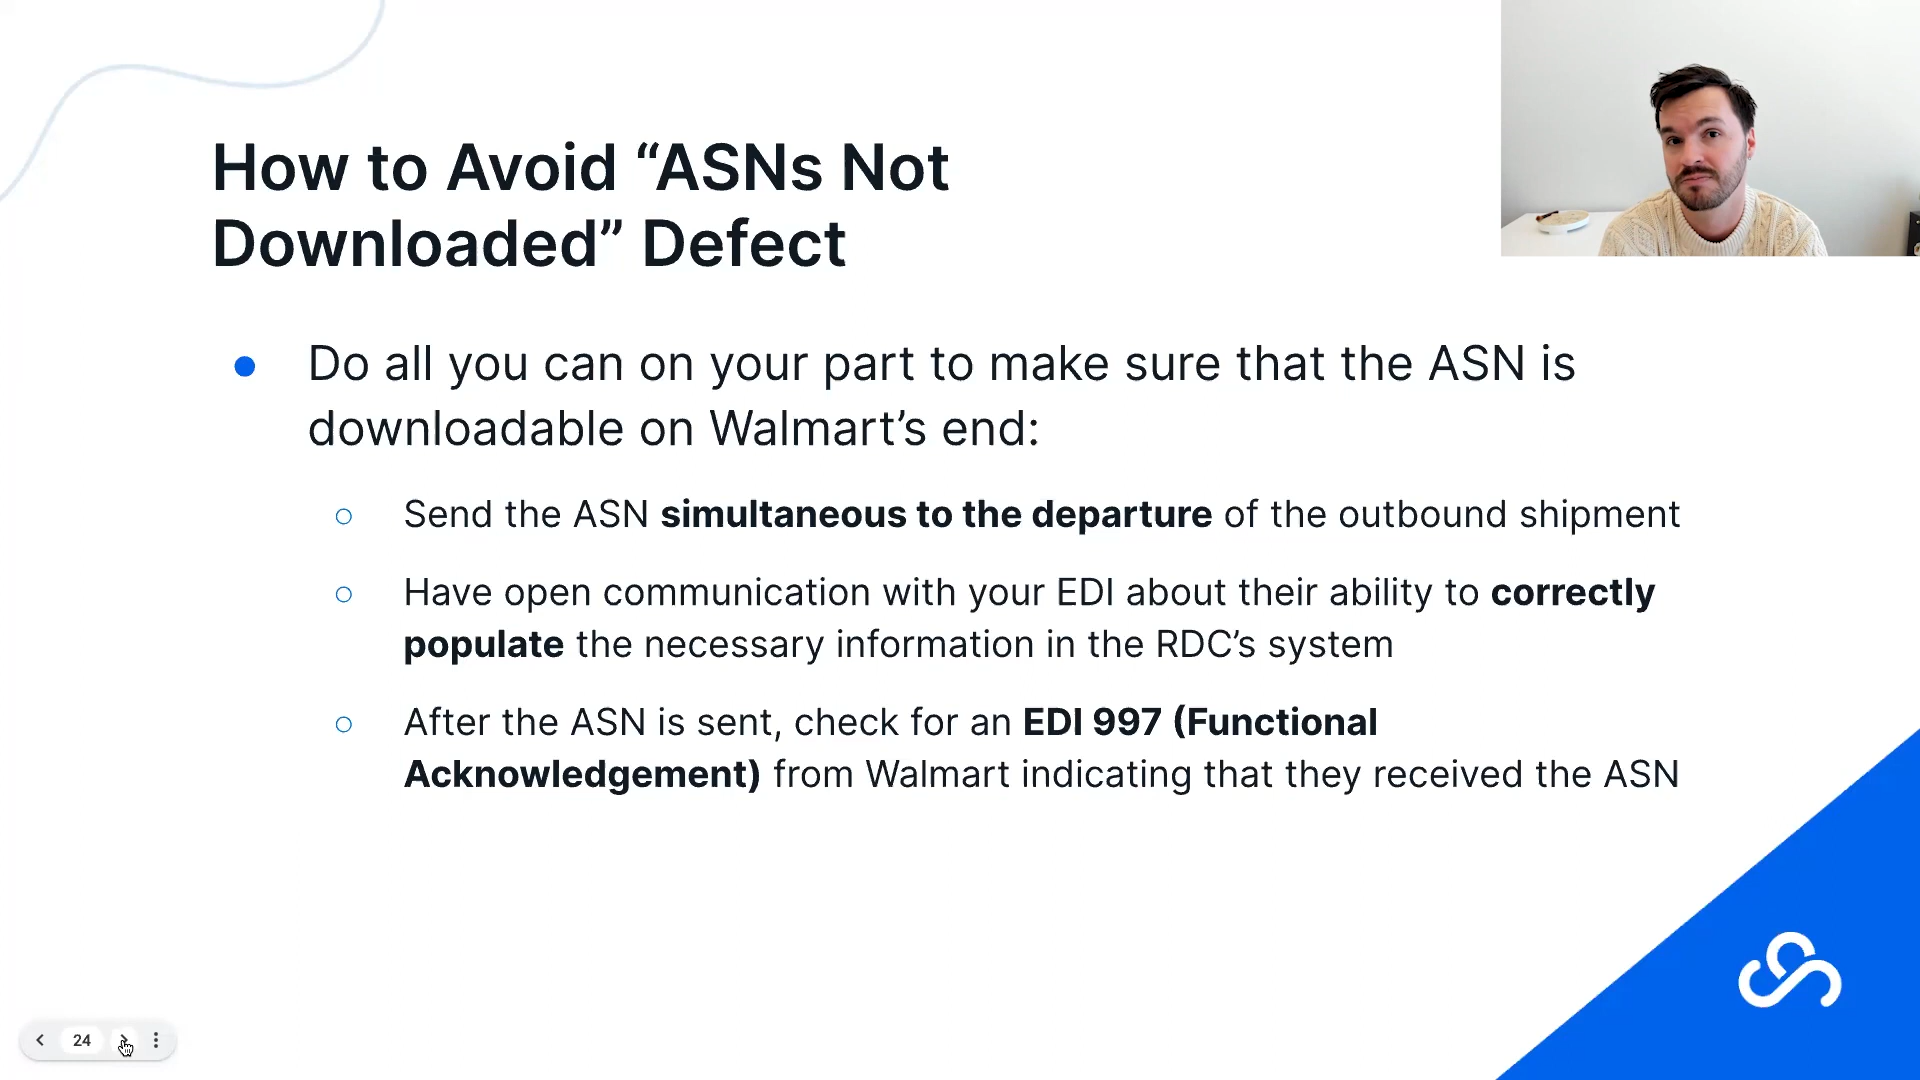 How to Avoid “ASNs Not
Downloaded” Defect
Do all you can on your part to make sure that the ASN is
downloadable on Walmart’s end:
Send the ASN simultaneous to the departure of the outbound shipment
Have open communication with your EDI about their ability to correctly
populate the necessary information in the RDC’s system
After the ASN is sent, check for an EDI 997 (Functional
Acknowledgement) from Walmart indicating that they received the ASN
24